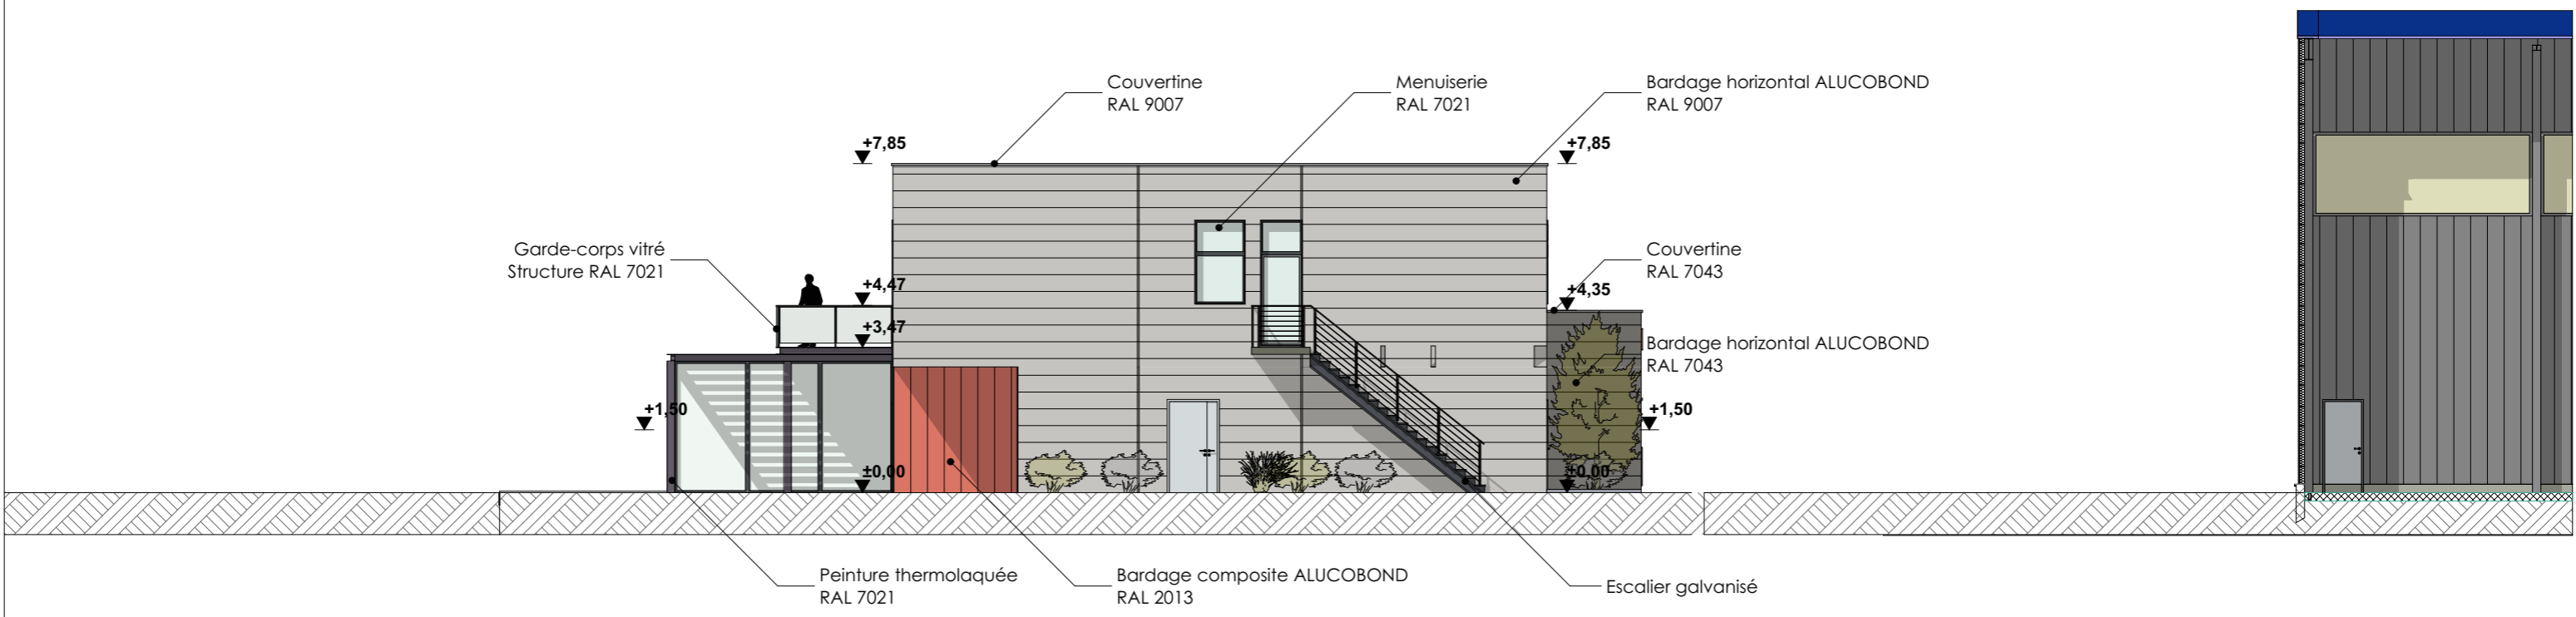 Couvertine
RAL 9007
Menuiserie
RAL 7021
Bardage horizontal ALUCOBOND
RAL 9007
+7,85
+7,85
Garde-corps vitré
Structure RAL 7021
Couvertine
RAL 7043
+4,47
+4,35
+3,47
Bardage horizontal ALUCOBOND
RAL 7043
+1,50
+1,50
±0,00
±0,00
Peinture thermolaquée
RAL 7021
Bardage composite ALUCOBOND
RAL 2013
Escalier galvanisé